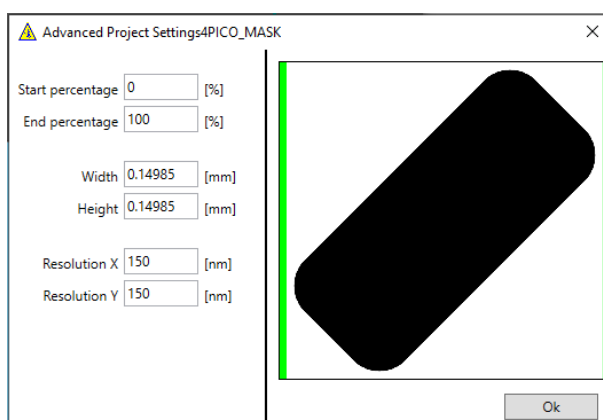 Advanced Project Settings4PICO_MASK
Start percentage 0 [%]
End percentage 100 [%]
Width 0.14985 [mm]
Height 0.14985 [mm]
Resolution X 150 [nm]
Resolution Y 150 [nm]
Ok